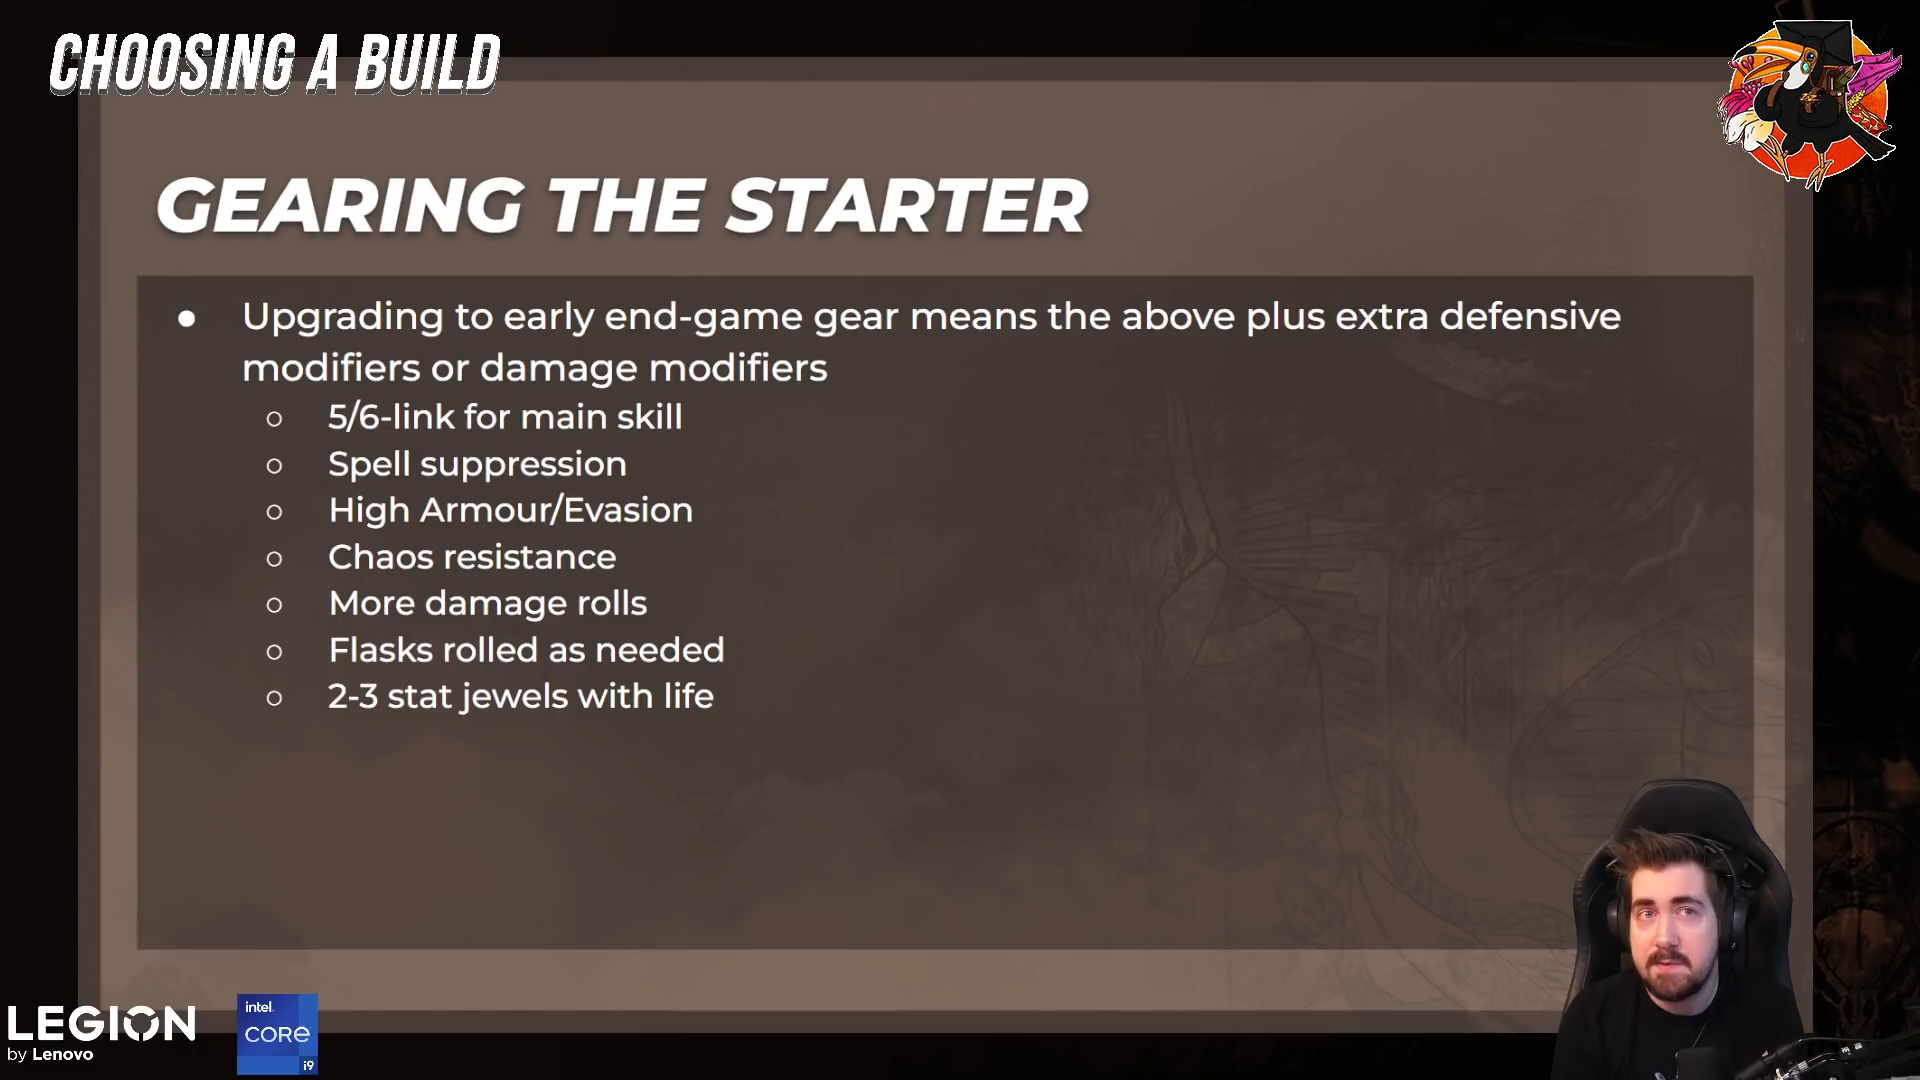 CHOOSING A BUILD
GEARING THE STARTER
● Upgrading to early end-game gear means the above plus extra defensive
modifiers or damage modifiers
○ 5/6-link for main skill
○ Spell suppression
○ High Armour/Evasion
○ Chaos resistance
○ More damage rolls
○ Flasks rolled as needed
○ 2-3 stat jewels with life
LEGION
by Lenovo
intel
CORE
i9